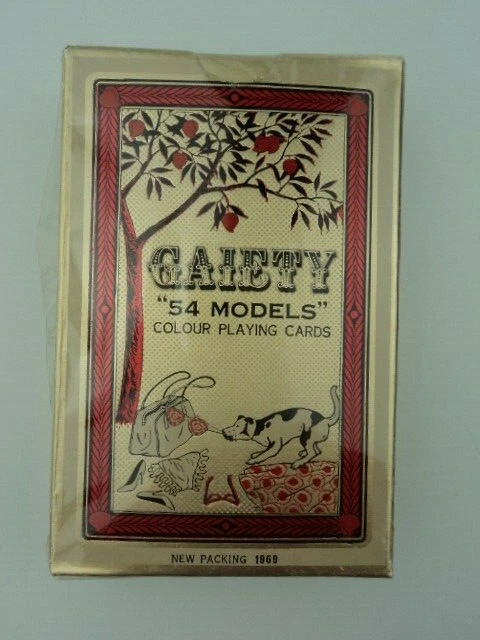 GAIETY
"54 MODELS"
COLOUR PLAYING CARDS
NEW PACKING 1969